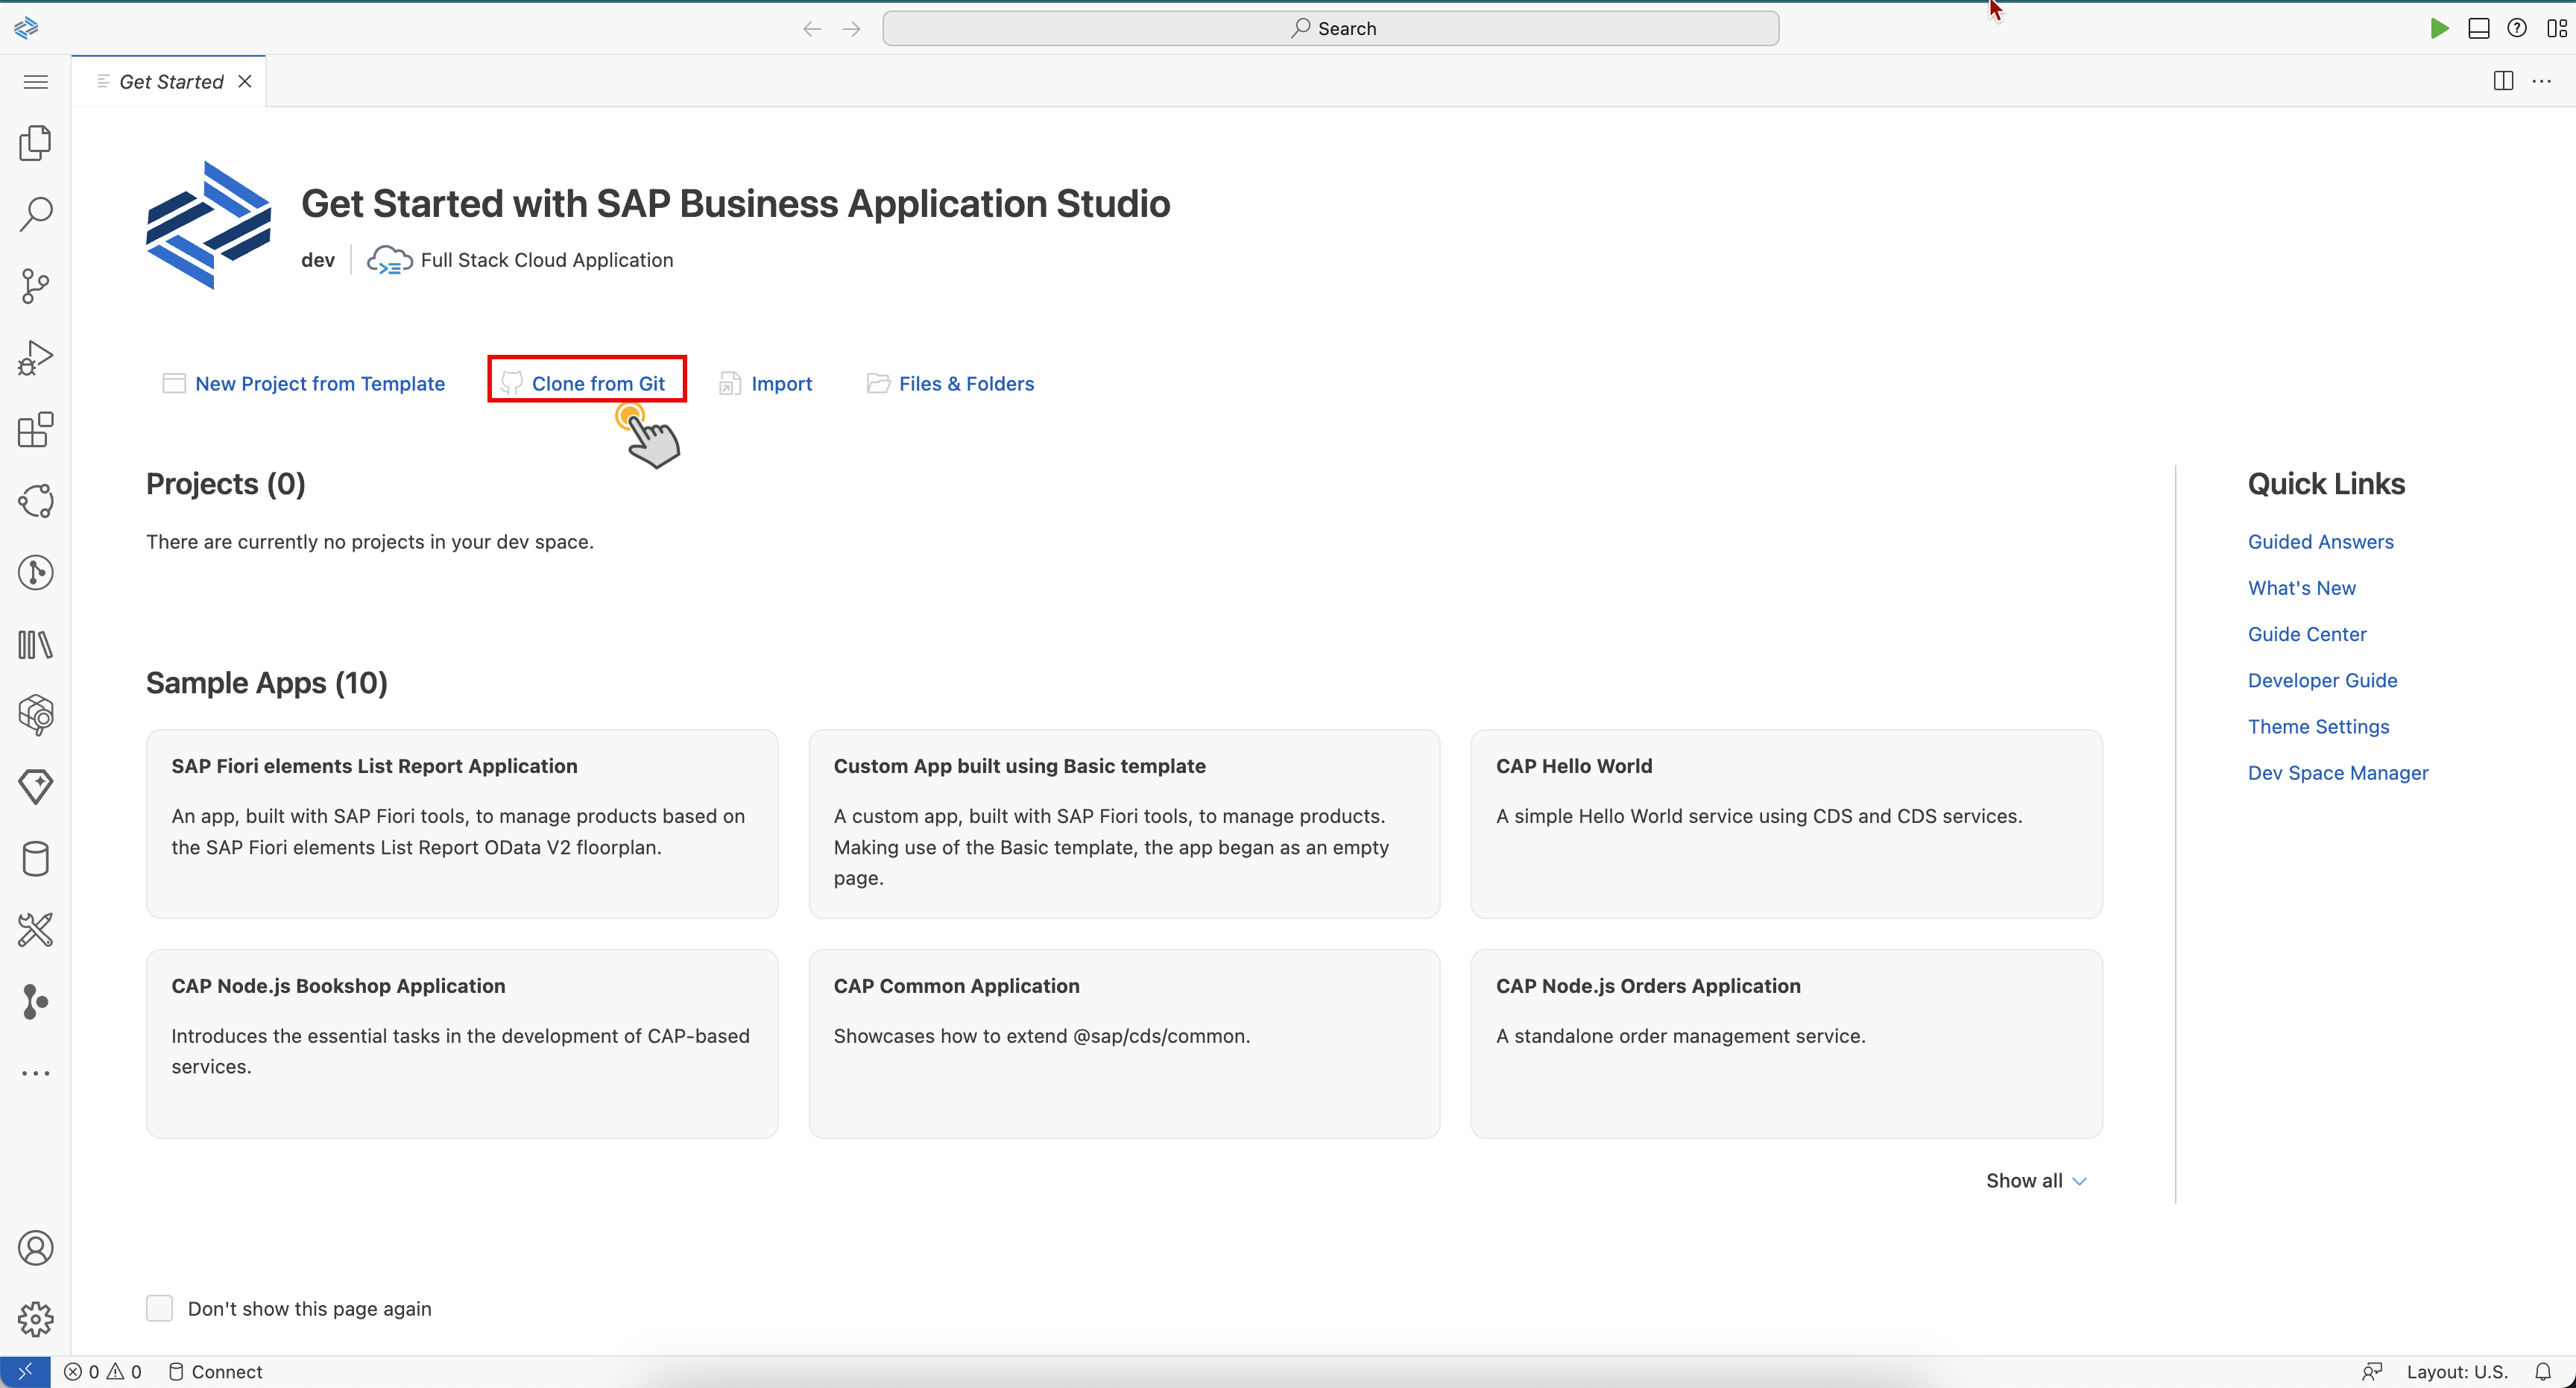 Search
Get Started
Get Started with SAP Business Application Studio
dev
Full Stack Cloud Application
New Project from Template
Clone from Git
Import
Files & Folders
Projects (0)
There are currently no projects in your dev space.
Quick Links
Guided Answers
What's New
Guide Center
Developer Guide
Theme Settings
Dev Space Manager
Sample Apps (10)
SAP Fiori elements List Report Application
An app, built with SAP Fiori tools, to manage products based on
the SAP Fiori elements List Report OData V2 floorplan.
Custom App built using Basic template
A custom app, built with SAP Fiori tools, to manage products.
Making use of the Basic template, the app began as an empty
page.
CAP Hello World
A simple Hello World service using CDS and CDS services.
CAP Node.js Bookshop Application
Introduces the essential tasks in the development of CAP-based
services.
CAP Common Application
Showcases how to extend @sap/cds/common.
CAP Node.js Orders Application
A standalone order management service.
Show all
Don't show this page again
0 0 Connect
Layout: U.S.